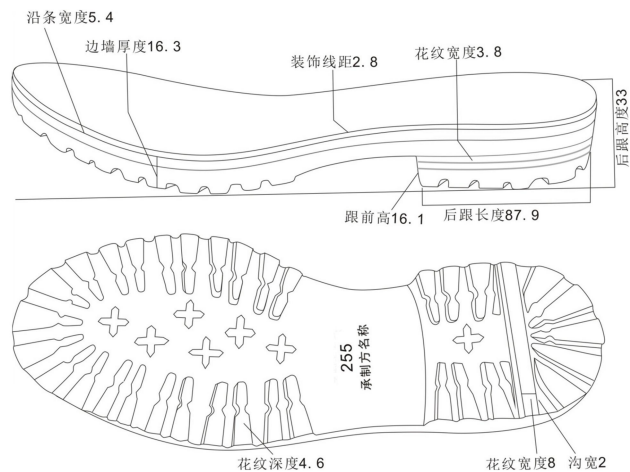 沿条宽度5.4
边墙厚度16.3
装饰线距2.8
花纹宽度3.8
后跟高度33
跟前高16.1
后跟长度87.9
255
承制方名称
花纹深度4.6
花纹宽度8
沟宽2